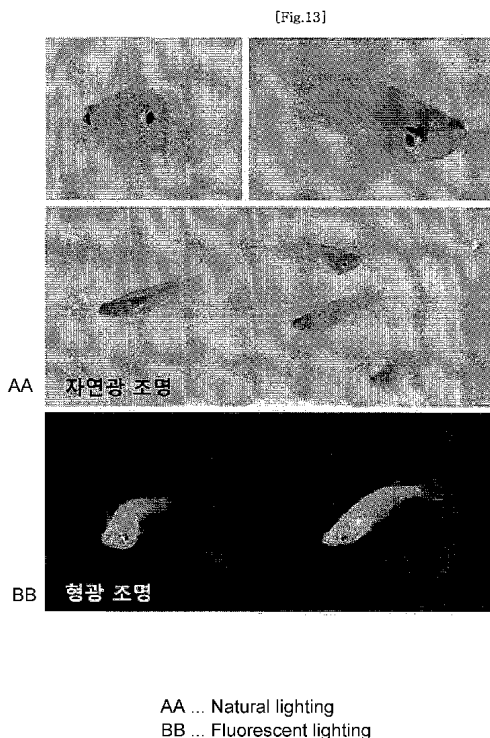 [Fig.13]
AA 자연광 조명
BB 형광 조명
AA ... Natural lighting
BB ... Fluorescent lighting